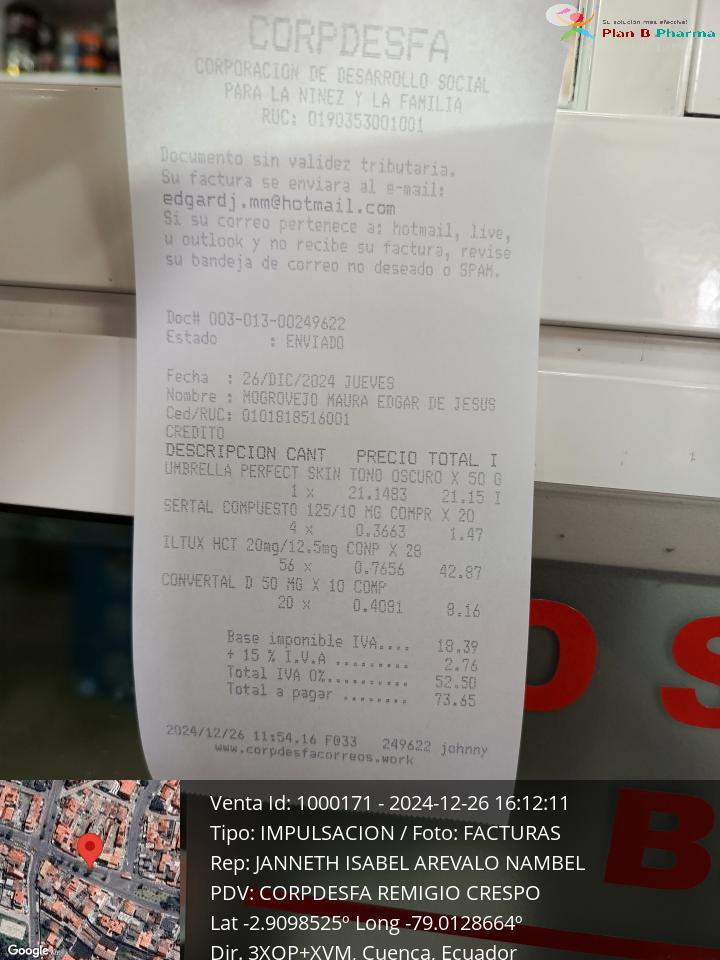 Su solución mas efectiva!
Plan B Pharma
CORPDESFA
CORPORACION DE DESARROLLO SOCIAL
PARA LA NINEZ Y LA FAMILIA
RUC: 0190353001001
Documento sin validez tributaria.
Su factura se enviara al e-mail:
edgardj.mm@hotmail.com
Si su correo pertenece a: hotmail, live,
u outlook y no recibe su factura, revise
su bandeja de correo no deseado o SPAM.
Doc# 003-013-00249622
Estado : ENVIADO
Fecha : 26/DIC/2024 JUEVES
Nombre : MOGROVEJO MAURA EDGAR DE JESUS
Ced/RUC: 0101818516001
CREDITO
DESCRIPCION CANT PRECIO TOTAL I
UMBRELLA PERFECT SKIN TONO OSCURO X 50 G
1 x 21.1483 21.15 I
SERTAL COMPUESTO 125/10 MG COMPR X 20
4 x 0.3663 1.47
ILTUX HCT 20mg/12.5mg CONP X 28
56 x 0.7656 42.87
CONVERTAL D 50 MG X 10 COMP
20 x 0.4081 8.16
Base imponible IVA.... 18.39
+ 15 % I.V.A ......... 2.76
Total IVA 0%.......... 52.50
Total a pagar ........ 73.65
2024/12/26 11:54.16 F@33 249622 johnny
www.corpdesfacorreos.work
O S
B
Venta Id: 1000171 - 2024-12-26 16:12:11
Tipo: IMPULSACION / Foto: FACTURAS
Rep: JANNETH ISABEL AREVALO NAMBEL
PDV: CORPDESFA REMIGIO CRESPO
Lat -2.9098525º Long -79.0128664º
Dir. 3XQP+XVM, Cuenca, Ecuador
Google